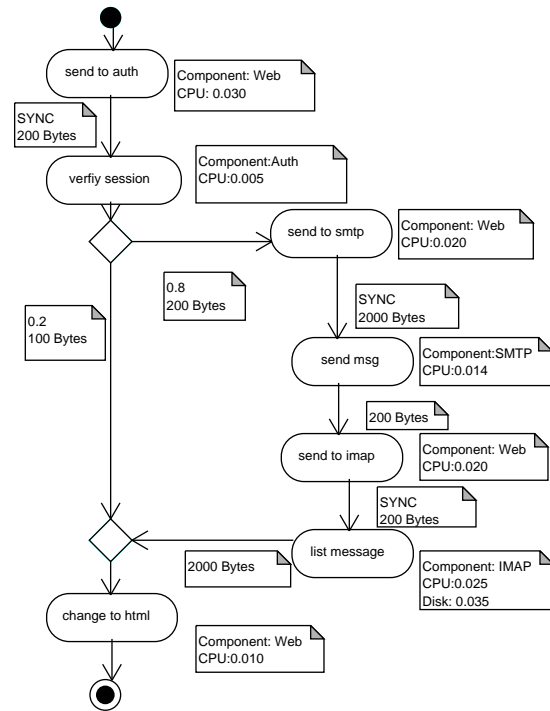 send to auth
Component: Web
CPU: 0.030
SYNC
200 Bytes
verfiy session
Component:Auth
CPU:0.005
send to smtp
Component: Web
CPU:0.020
0.8
200 Bytes
0.2
100 Bytes
SYNC
2000 Bytes
send msg
Component:SMTP
CPU:0.014
200 Bytes
send to imap
Component: Web
CPU:0.020
SYNC
200 Bytes
list message
2000 Bytes
Component: IMAP
CPU:0.025
Disk: 0.035
change to html
Component: Web
CPU:0.010